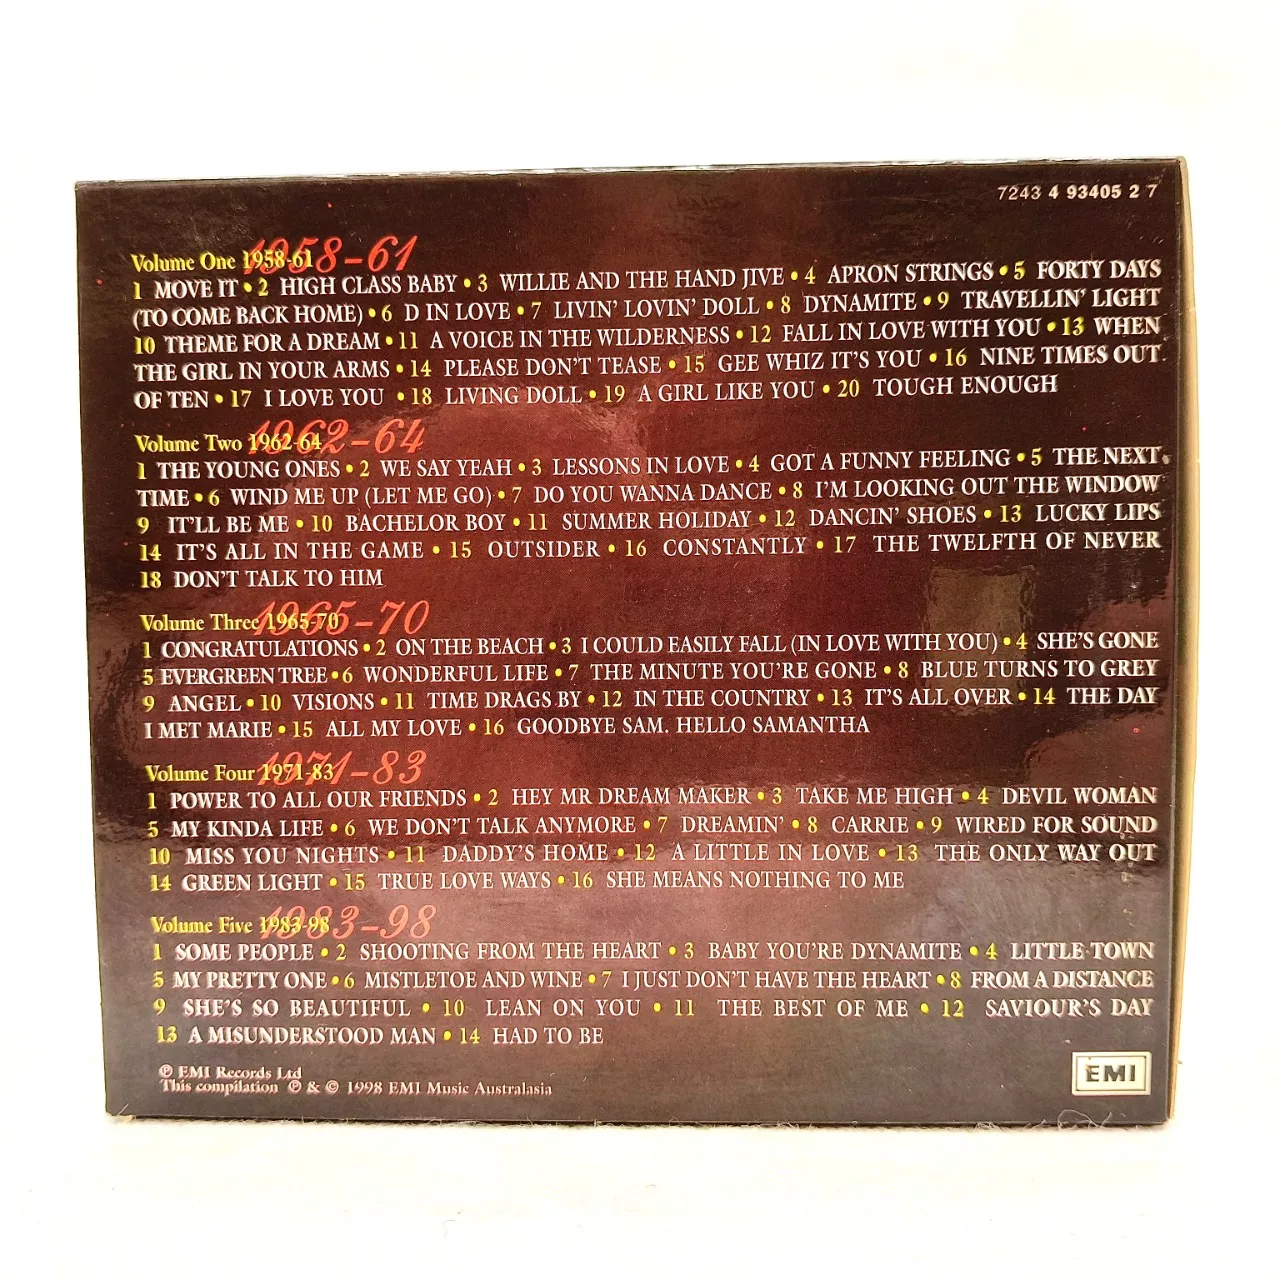 7243 4 93405 2 7
Volume One 1958-61 1958-61
1 MOVE IT • 2 HIGH CLASS BABY • 3 WILLIE AND THE HAND JIVE • 4 APRON STRINGS • 5 FORTY DAYS
(TO COME BACK HOME) • 6 D IN LOVE • 7 LIVIN' LOVIN' DOLL • 8 DYNAMITE • 9 TRAVELLIN' LIGHT
10 THEME FOR A DREAM • 11 A VOICE IN THE WILDERNESS • 12 FALL IN LOVE WITH YOU • 13 WHEN
THE GIRL IN YOUR ARMS • 14 PLEASE DON'T TEASE • 15 GEE WHIZ IT'S YOU • 16 NINE TIMES OUT
OF TEN • 17 I LOVE YOU • 18 LIVING DOLL • 19 A GIRL LIKE YOU • 20 TOUGH ENOUGH
Volume Two 1962-64 1962-64
1 THE YOUNG ONES • 2 WE SAY YEAH • 3 LESSONS IN LOVE • 4 GOT A FUNNY FEELING • 5 THE NEXT
TIME • 6 WIND ME UP (LET ME GO) • 7 DO YOU WANNA DANCE • 8 I'M LOOKING OUT THE WINDOW
9 IT'LL BE ME • 10 BACHELOR BOY • 11 SUMMER HOLIDAY • 12 DANCIN' SHOES • 13 LUCKY LIPS
14 IT'S ALL IN THE GAME • 15 OUTSIDER • 16 CONSTANTLY • 17 THE TWELFTH OF NEVER
18 DON'T TALK TO HIM
Volume Three 1965-70 1965-70
1 CONGRATULATIONS • 2 ON THE BEACH • 3 I COULD EASILY FALL (IN LOVE WITH YOU) • 4 SHE'S GONE
5 EVERGREEN TREE • 6 WONDERFUL LIFE • 7 THE MINUTE YOU'RE GONE • 8 BLUE TURNS TO GREY
9 ANGEL • 10 VISIONS • 11 TIME DRAGS BY • 12 IN THE COUNTRY • 13 IT'S ALL OVER • 14 THE DAY
I MET MARIE • 15 ALL MY LOVE • 16 GOODBYE SAM. HELLO SAMANTHA
Volume Four 1971-83 1971-83
1 POWER TO ALL OUR FRIENDS • 2 HEY MR DREAM MAKER • 3 TAKE ME HIGH • 4 DEVIL WOMAN
5 MY KINDA LIFE • 6 WE DON'T TALK ANYMORE • 7 DREAMIN' • 8 CARRIE • 9 WIRED FOR SOUND
10 MISS YOU NIGHTS • 11 DADDY'S HOME • 12 A LITTLE IN LOVE • 13 THE ONLY WAY OUT
14 GREEN LIGHT • 15 TRUE LOVE WAYS • 16 SHE MEANS NOTHING TO ME
Volume Five 1983-98 1983-98
1 SOME PEOPLE • 2 SHOOTING FROM THE HEART • 3 BABY YOU'RE DYNAMITE • 4 LITTLE TOWN
5 MY PRETTY ONE • 6 MISTLETOE AND WINE • 7 I JUST DON'T HAVE THE HEART • 8 FROM A DISTANCE
9 SHE'S SO BEAUTIFUL • 10 LEAN ON YOU • 11 THE BEST OF ME • 12 SAVIOUR'S DAY
13 A MISUNDERSTOOD MAN • 14 HAD TO BE
℗ EMI Records Ltd
This compilation ℗ & © 1998 EMI Music Australasia
EMI